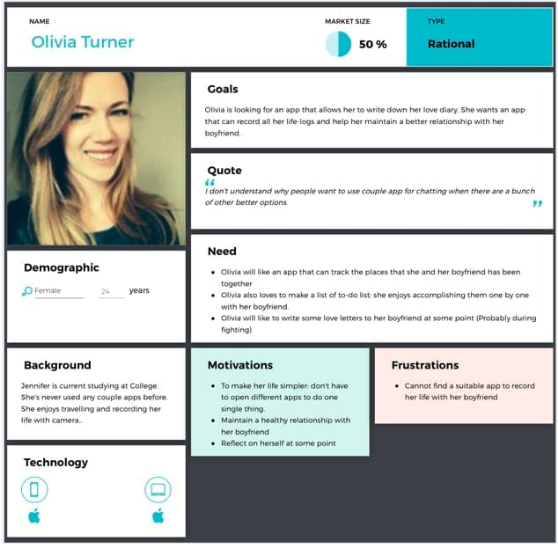 NAME
Olivia Turner
MARKET SIZE
50 %
TYPE
Rational
Goals
Olivia is looking for an app that allows her to write down her love diary. She wants an app
that can record all her life-logs and help her maintain a better relationship with her
boyfriend.
Quote
“
I don't understand why people want to use couple app for chatting when there are a bunch
of other better options.
”
Need
• Olivia will like an app that can track the places that she and her boyfriend has been
together
• Olivia also loves to make a list of to-do list: she enjoys accomplishing them one by one
with her boyfriend.
• Olivia will like to write some love letters to her boyfriend at some point (Probably during
fighting)
Demographic
Female 24 years
Background
Jennifer is current studying at College.
She's never used any couple apps before.
She enjoys travelling and recording her
life with camera..
Motivations
• To make her life simpler: don't have
to open different apps to do one
single thing.
• Maintain a healthy relationship with
her boyfriend
• Reflect on herself at some point
Frustrations
• Cannot find a suitable app to record
her life with her boyfriend
Technology